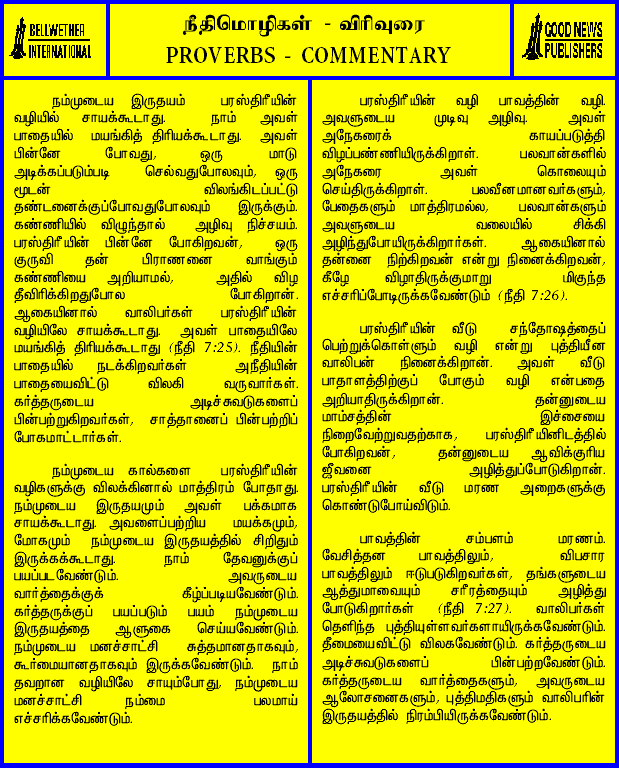 BELLWETHER
INTERNATIONAL
நீதிமொழிகள் - விரிவுரை
PROVERBS - COMMENTARY
GOOD NEWS
PUBLISHERS
நம்முடைய இருதயம் பரஸ்திரீயின்
வழியில் சாயக்கூடாது. நாம் அவள்
பாதையில் மயங்கித் திரியக்கூடாது. அவள்
பின்னே போவது, ஒரு மாடு
அடிக்கப்படும்படி செல்வதுபோலவும், ஒரு
மூடன் விலங்கிடப்பட்டு
தண்டனைக்குப்போவதுபோலவும் இருக்கும்.
கண்ணியில் விழுந்தால் அழிவு நிச்சயம்.
பரஸ்திரீயின் பின்னே போகிறவன், ஒரு
குருவி தன் பிராணனை வாங்கும்
கண்ணியை அறியாமல், அதில் விழ
தீவிரிக்கிறதுபோல போகிறான்.
ஆகையினால் வாலிபர்கள் பரஸ்திரீயின்
வழியிலே சாயக்கூடாது. அவள் பாதையிலே
மயங்கித் திரியக்கூடாது (நீதி 7:25). நீதியின்
பாதையில் நடக்கிறவர்கள் அநீதியின்
பாதையைவிட்டு விலகி வருவார்கள்.
கர்த்தருடைய அடிச்சுவடுகளைப்
பின்பற்றுகிறவர்கள், சாத்தானைப் பின்பற்றிப்
போகமாட்டார்கள்.
நம்முடைய கால்களை பரஸ்திரீயின்
வழிகளுக்கு விலக்கினால் மாத்திரம் போதாது.
நம்முடைய இருதயமும் அவள் பக்கமாக
சாயக்கூடாது. அவளைப்பற்றிய மயக்கமும்,
மோகமும் நம்முடைய இருதயத்தில் சிறிதும்
இருக்கக்கூடாது. நாம் தேவனுக்குப்
பயப்படவேண்டும். அவருடைய
வார்த்தைக்குக் கீழ்ப்படியவேண்டும்.
கர்த்தருக்குப் பயப்படும் பயம் நம்முடைய
இருதயத்தை ஆளுகை செய்யவேண்டும்.
நம்முடைய மனச்சாட்சி சுத்தமானதாகவும்,
கூர்மையானதாகவும் இருக்கவேண்டும். நாம்
தவறான வழியிலே சாயும்போது, நம்முடைய
மனச்சாட்சி நம்மை பலமாய்
எச்சரிக்கவேண்டும்.
பரஸ்திரீயின் வழி பாவத்தின் வழி.
அவளுடைய முடிவு அழிவு. அவள்
அநேகரைக் காயப்படுத்தி
விழப்பண்ணியிருக்கிறாள். பலவான்களில்
அநேகரை அவள் கொலையும்
செய்திருக்கிறாள். பலவீனமானவர்களும்,
பேதைகளும் மாத்திரமல்ல, பலவான்களும்
அவளுடைய வலையில் சிக்கி
அழிந்துபோயிருக்கிறார்கள். ஆகையினால்
தன்னை நிற்கிறவன் என்று நினைக்கிறவன்,
கீழே விழாதிருக்குமாறு மிகுந்த
எச்சரிப்போடிருக்கவேண்டும் (நீதி 7:26).
பரஸ்திரீயின் வீடு சந்தோஷத்தைப்
பெற்றுக்கொள்ளும் வழி என்று புத்தியீன
வாலிபன் நினைக்கிறான். அவள் வீடு
பாதாளத்திற்குப் போகும் வழி என்பதை
அறியாதிருக்கிறான். தன்னுடைய
மாம்சத்தின் இச்சையை
நிறைவேற்றுவதற்காக, பரஸ்திரீயினிடத்தில்
போகிறவன், தன்னுடைய ஆவிக்குரிய
ஜீவனை அழித்துப்போடுகிறான்.
பரஸ்திரீயின் வீடு மரண அறைகளுக்கு
கொண்டுபோய்விடும்.
பாவத்தின் சம்பளம் மரணம்.
வேசித்தன பாவத்திலும், விபசார
பாவத்திலும் ஈடுபடுகிறவர்கள், தங்களுடைய
ஆத்துமாவையும் சரீரத்தையும் அழித்து
போடுகிறார்கள் (நீதி 7:27). வாலிபர்கள்
தெளிந்த புத்தியுள்ளவர்களாயிருக்கவேண்டும்.
தீமையைவிட்டு விலகவேண்டும். கர்த்தருடைய
அடிச்சுவடுகளைப் பின்பற்றவேண்டும்.
கர்த்தருடைய வார்த்தைகளும், அவருடைய
ஆலோசனைகளும், புத்திமதிகளும் வாலிபரின்
இருதயத்தில் நிரம்பியிருக்கவேண்டும்.